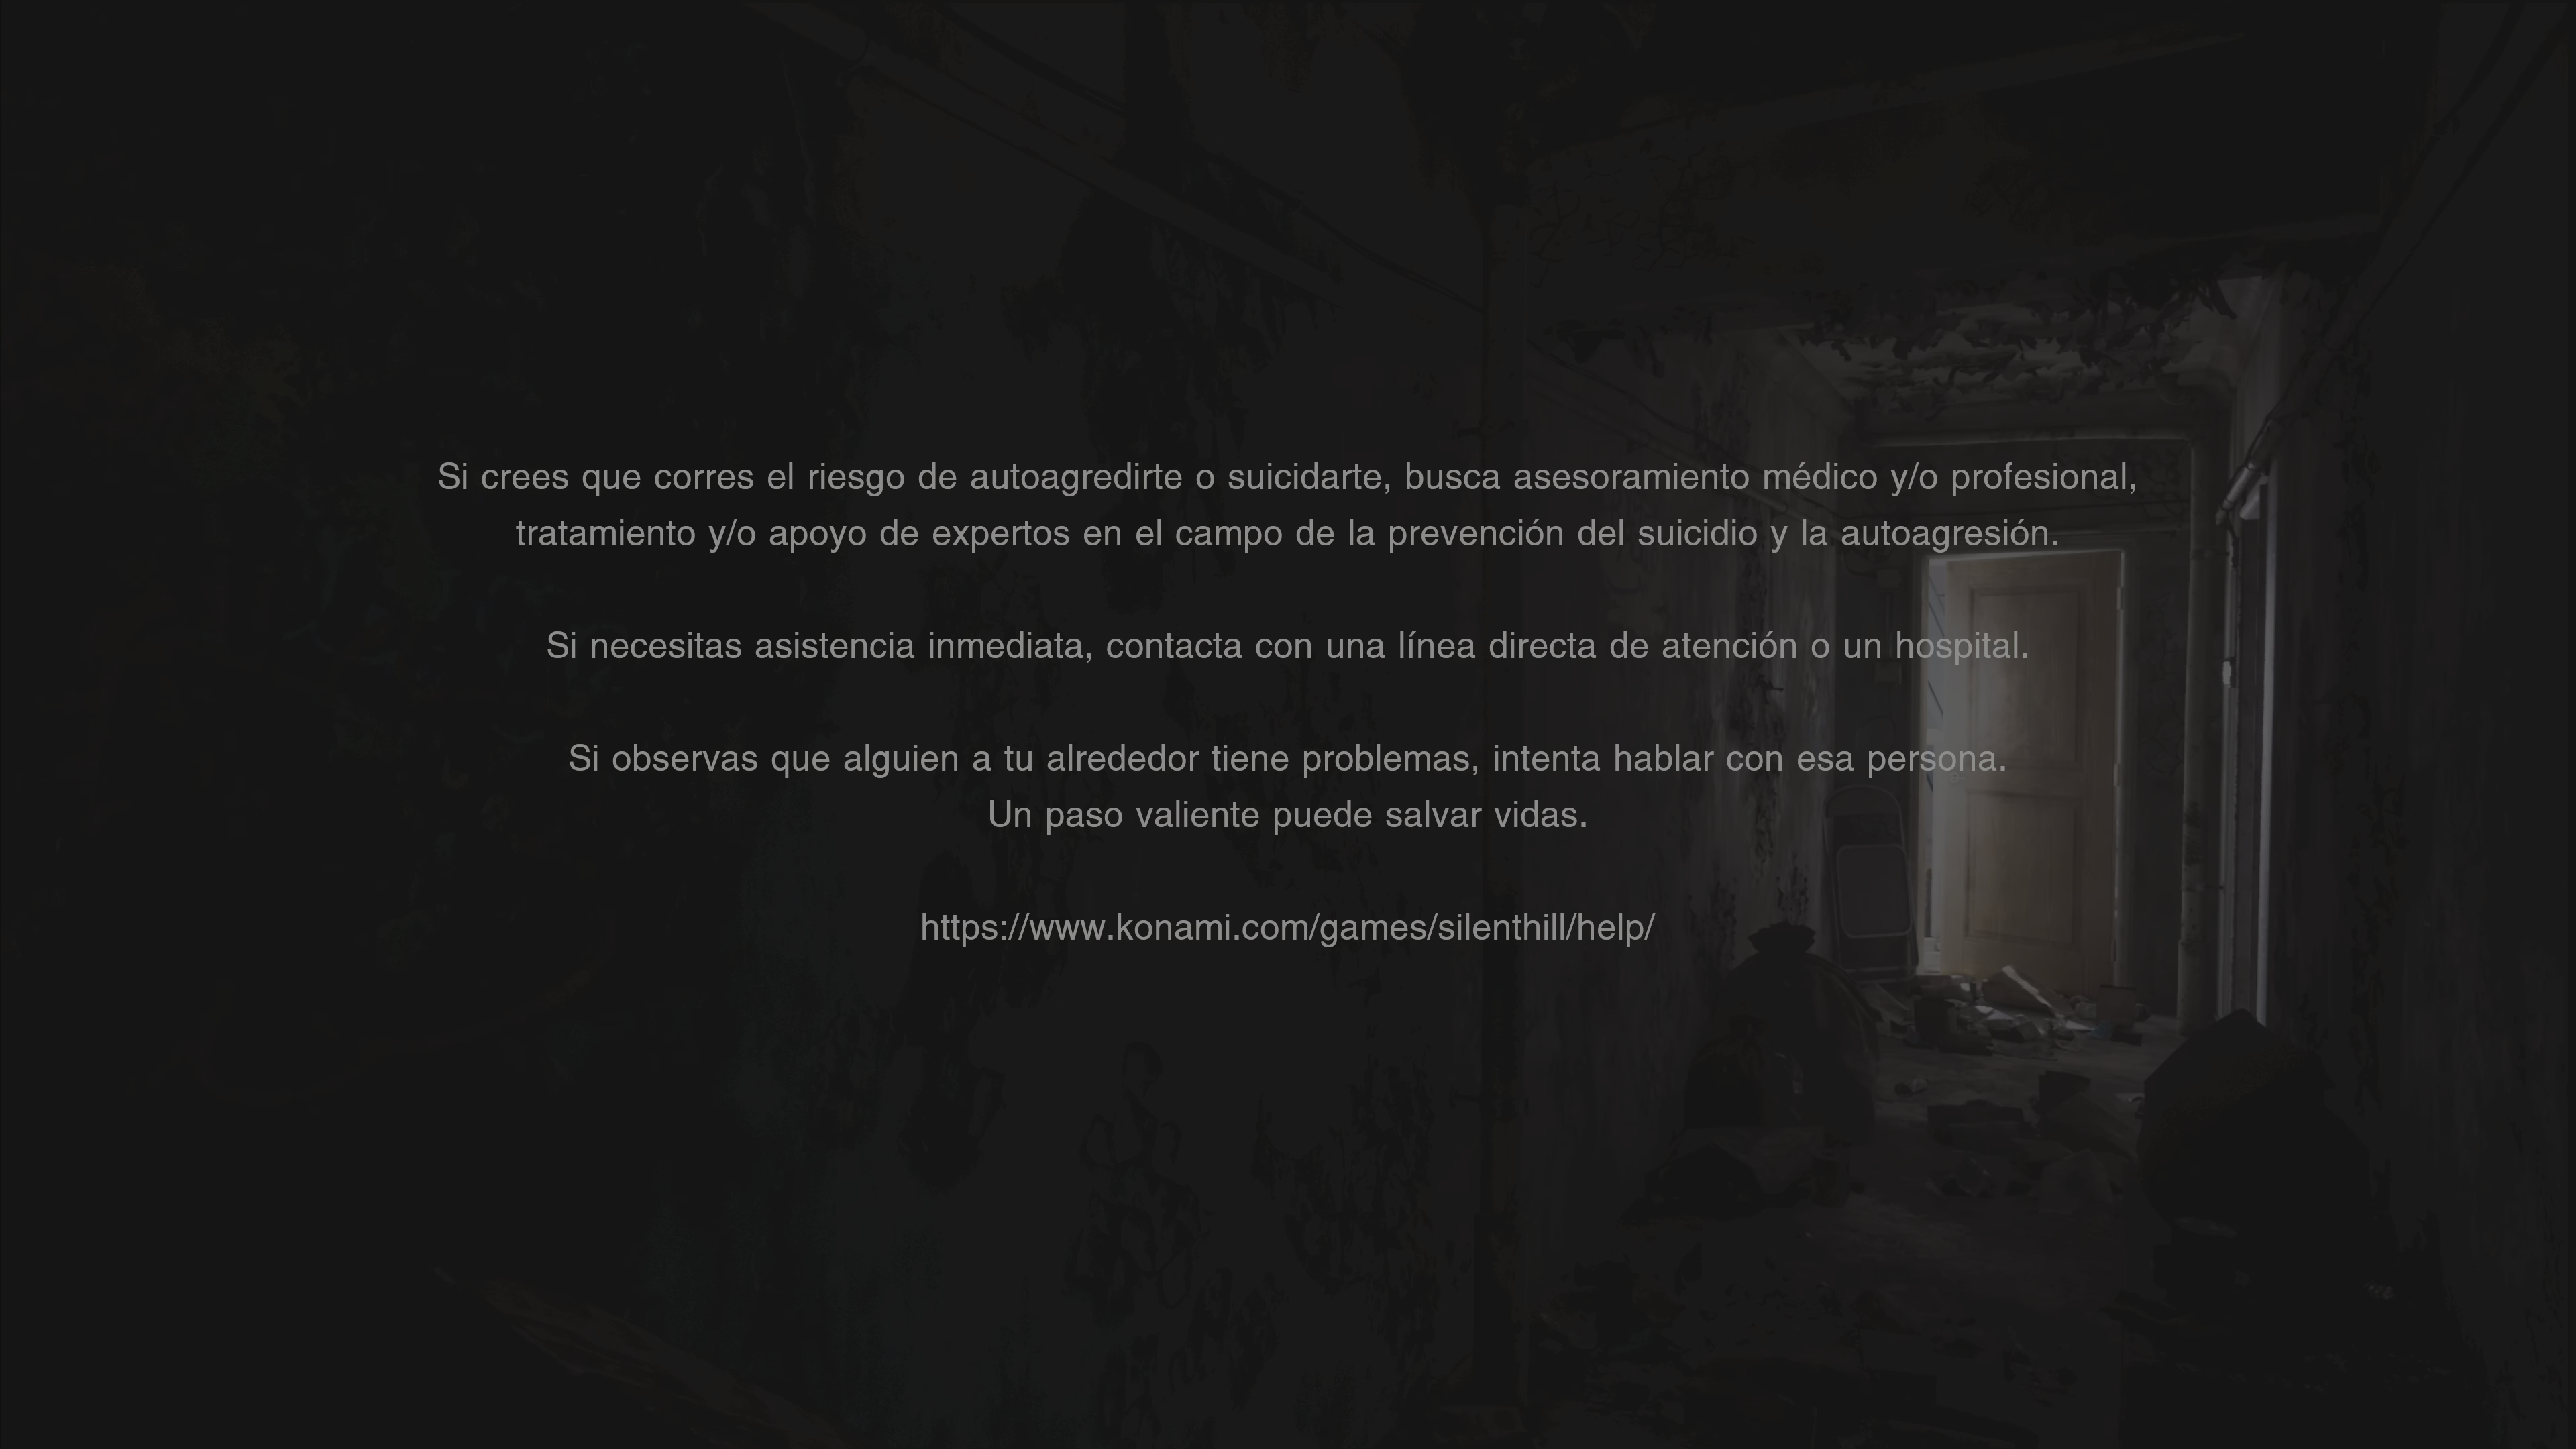 Si crees que corres el riesgo de autoagredirte o suicidarte, busca asesoramiento médico y/o profesional,
tratamiento y/o apoyo de expertos en el campo de la prevención del suicidio y la autoagresión.
Si necesitas asistencia inmediata, contacta con una línea directa de atención o un hospital.
Si observas que alguien a tu alrededor tiene problemas, intenta hablar con esa persona.
Un paso valiente puede salvar vidas.
https://www.konami.com/games/silenthill/help/